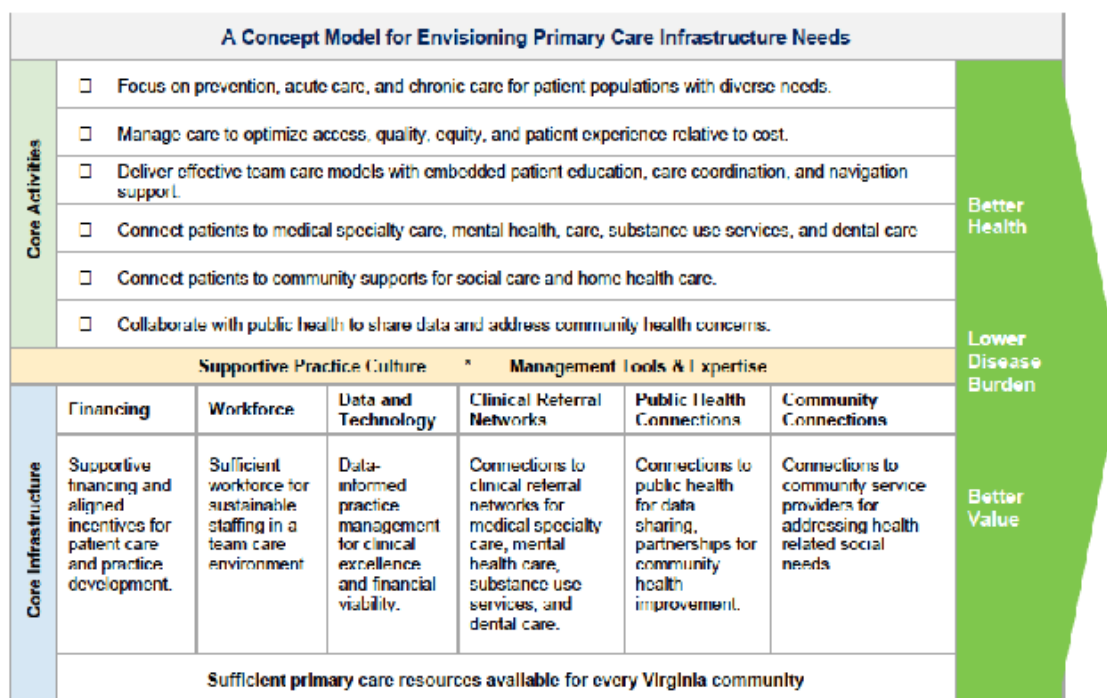 A Concept Model for Envisioning Primary Care Infrastructure Needs
Core Activities
☐ Focus on prevention, acute care, and chronic care for patient populations with diverse needs.
☐ Manage care to optimize access, quality, equity, and patient experience relative to cost.
☐ Deliver effective team care models with embedded patient education, care coordination, and navigation
support.
☐ Connect patients to medical specialty care, mental health, care, substance use services, and dental care
☐ Connect patients to community supports for social care and home health care.
☐ Collaborate with public health to share data and address community health concerns.
Supportive Practice Culture * Management Tools & Expertise
Core Infrastructure
Financing
Supportive
financing and
aligned
incentives for
patient care
and practice
development.
Workforce
Sufficient
workforce for
sustainable
staffing in a
team care
environment
Data and
Technology
Data-
informed
practice
management
for clinical
excellence
and financial
viability.
Clinical Referral
Networks
Connections to
clinical referral
networks for
medical specialty
care, mental
health care,
substance use
services, and
dental care.
Public Health
Connections
Connections to
public health
for data
sharing,
partnerships for
community
health
improvement.
Community
Connections
Connections to
community service
providers for
addressing health
related social
needs
Sufficient primary care resources available for every Virginia community
Better
Health
Lower
Disease
Burden
Better
Value